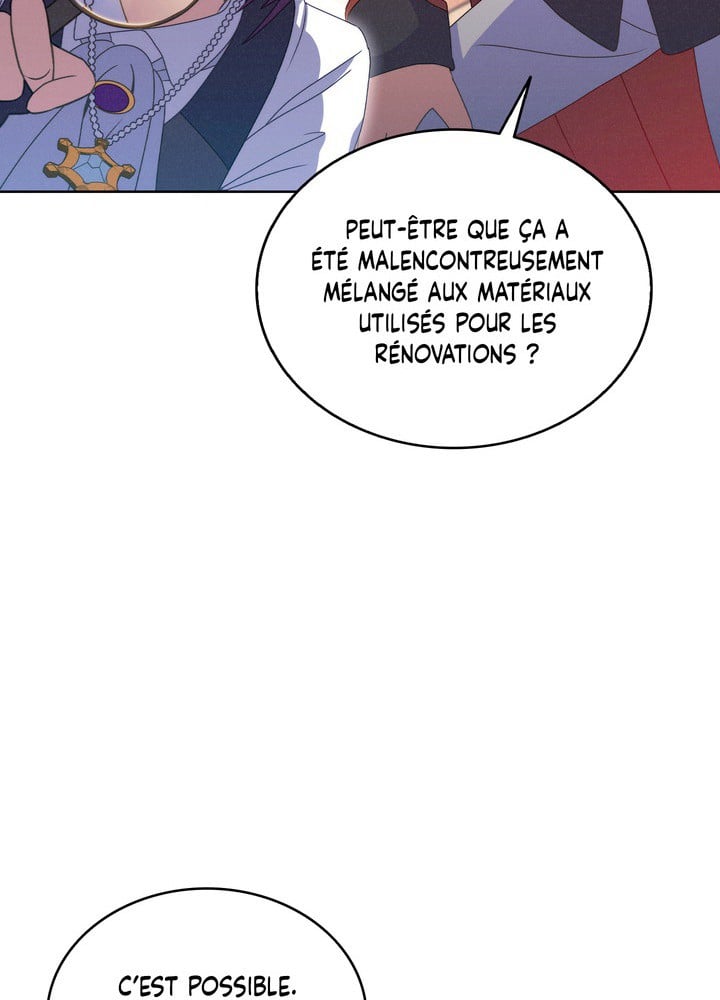 PEUT-ÊTRE QUE ÇA A
ÉTÉ MALENCONTREUSEMENT
MÉLANGÉ AUX MATÉRIAUX
UTILISÉS POUR LES
RÉNOVATIONS ?
C'EST POSSIBLE.